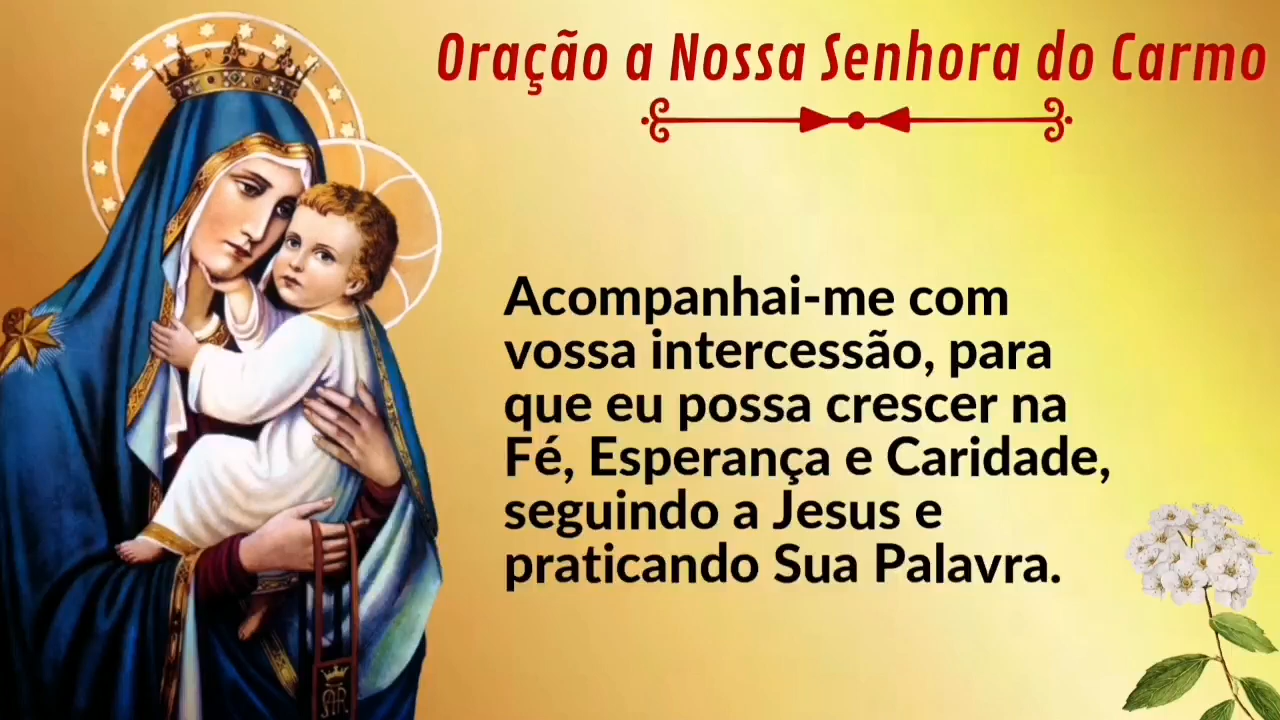 Oração a Nossa Senhora do Carmo
Acompanhai-me com
vossa intercessão, para
que eu possa crescer na
Fé, Esperança e Caridade,
seguindo a Jesus e
praticando Sua Palavra.